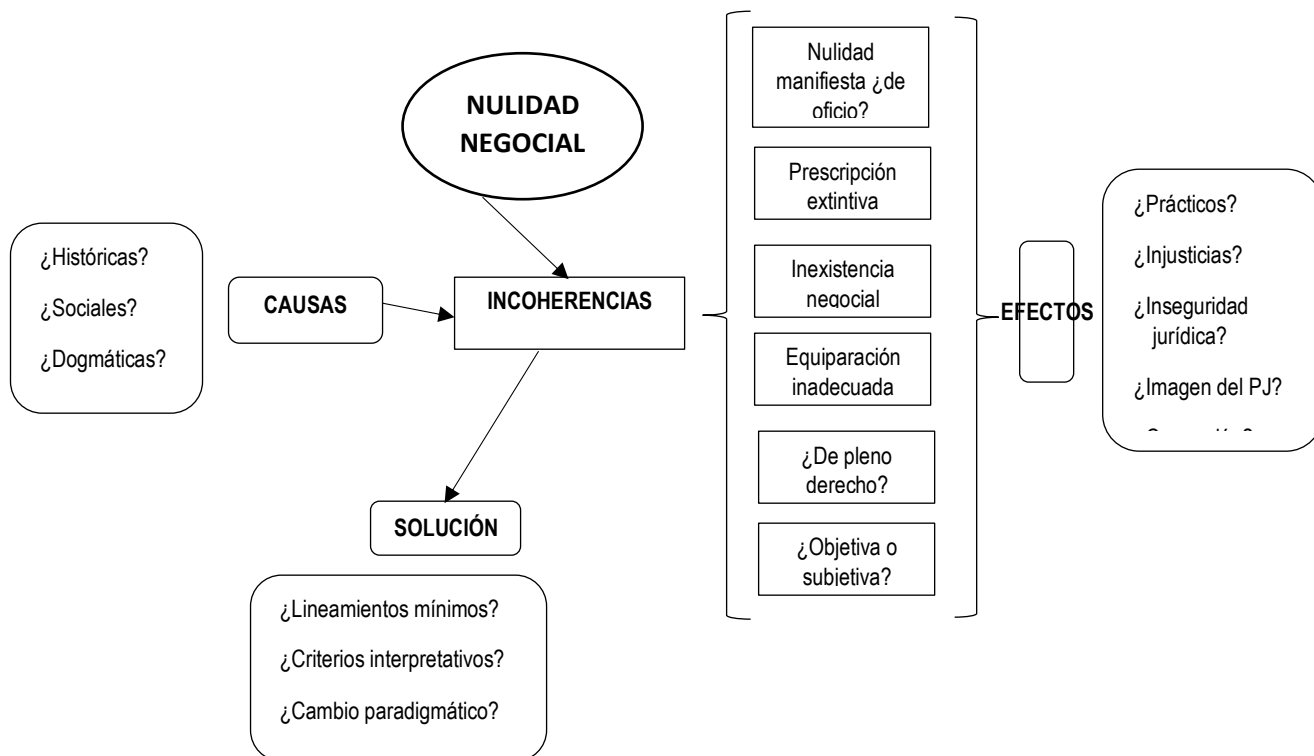 NULIDAD
NEGOCIAL
¿Históricas?
¿Sociales?
¿Dogmáticas?
CAUSAS
INCOHERENCIAS
SOLUCIÓN
¿Lineamientos mínimos?
¿Criterios interpretativos?
¿Cambio paradigmático?
Nulidad
manifiesta ¿de
oficio?
Prescripción
extintiva
Inexistencia
negocial
Equiparación
inadecuada
¿De pleno
derecho?
¿Objetiva o
subjetiva?
EFECTOS
¿Prácticos?
¿Injusticias?
¿Inseguridad
jurídica?
¿Imagen del PJ?